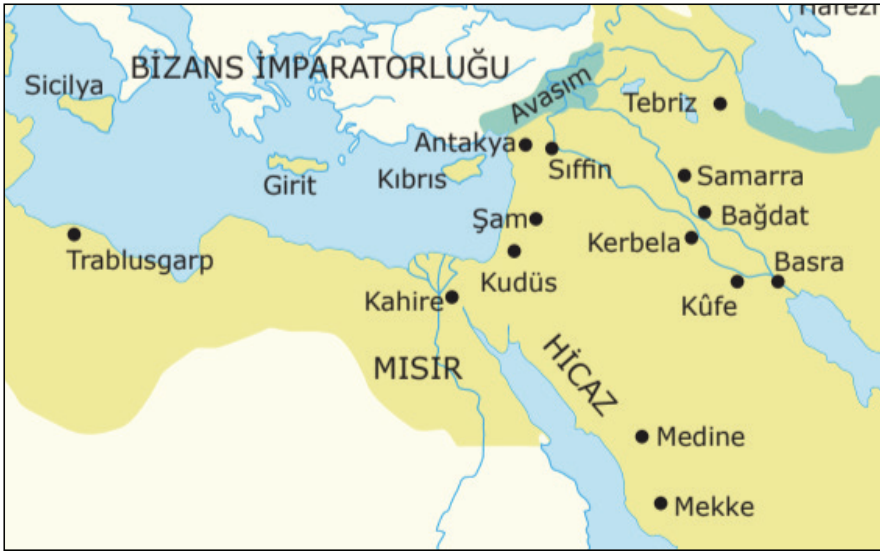 Harezm
BİZANS İMPARATORLUĞU
Sicilya
Avasım
Tebriz
Antakya
Sıffin
Girit
Kıbrıs
Samarra
Şam
Bağdat
Trablusgarp
Kerbela
Kudüs
Basra
Kahire
Kûfe
MISIR
HİCAZ
Medine
Mekke